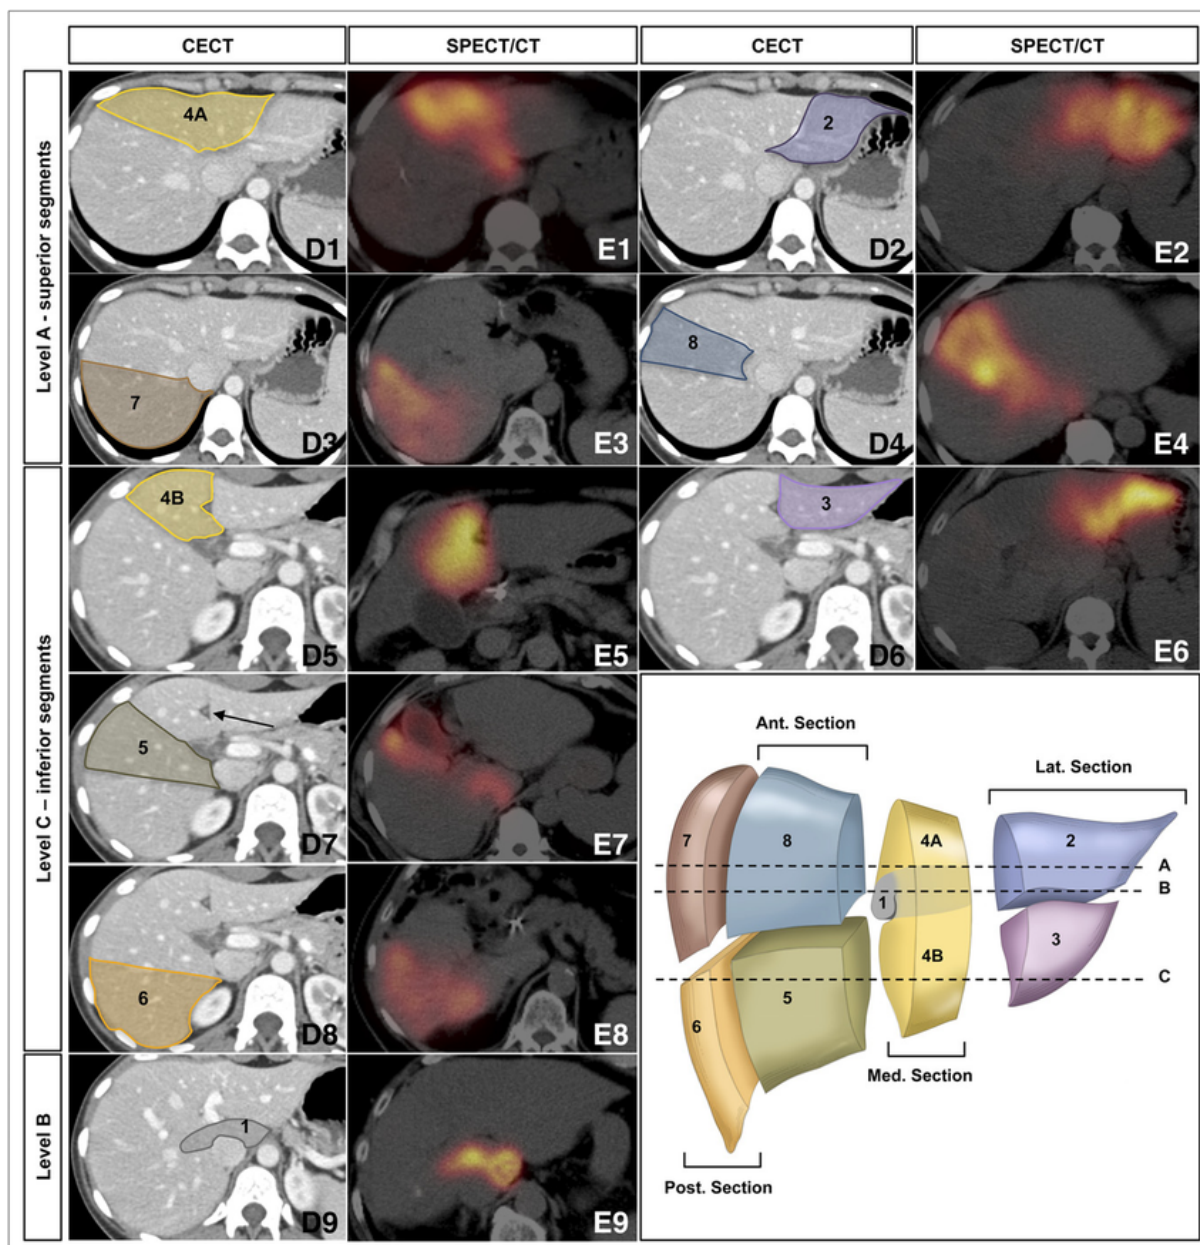 CECT SPECT/CT CECT SPECT/CT
Level A - superior segments
4A D1 E1 2 D2 E2
7 D3 E3 8 D4 E4
Level C – inferior segments
4B D5 E5 3 D6 E6
5 D7 E7
6 D8 E8
Level B
1 D9 E9
Ant. Section
Lat. Section
7 8 4A 2
A
B
1
4B 3
C
5
6
Med. Section
Post. Section